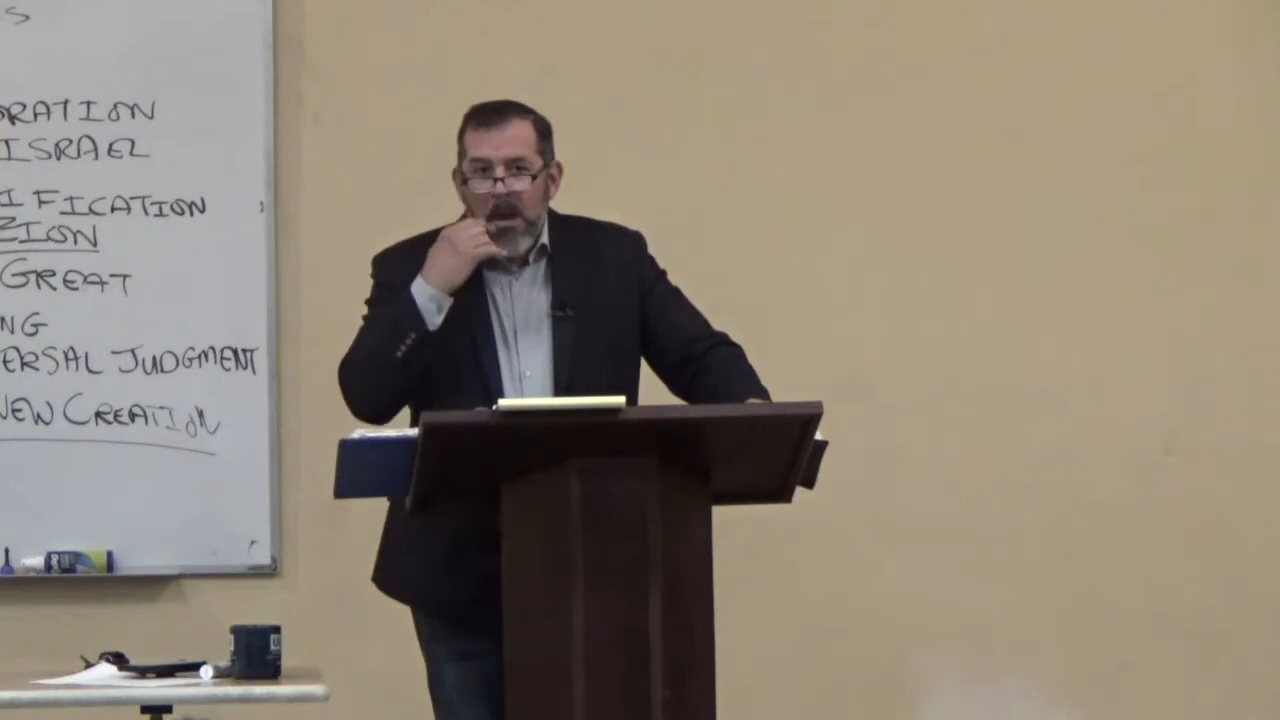 S
ORATION
ISRAEL
IFICATION
ZION
GREAT
NG
ERSAL JUDGMENT
NEW CREATION